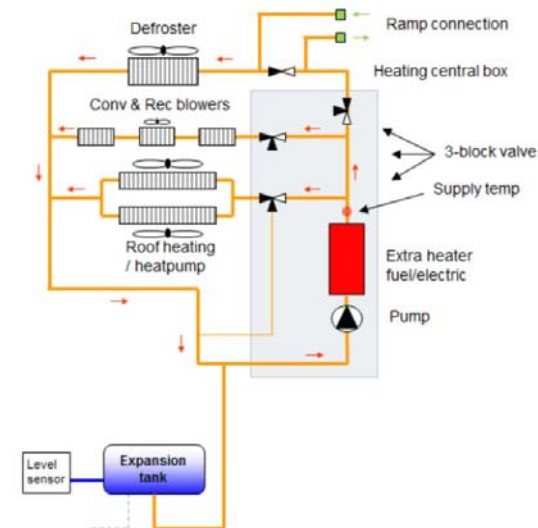 Defroster
Ramp connection
Heating central box
Conv & Rec blowers
3-block valve
Supply temp
Roof heating
/ heatpump
Extra heater
fuel/electric
Pump
Level
sensor
Expansion
tank